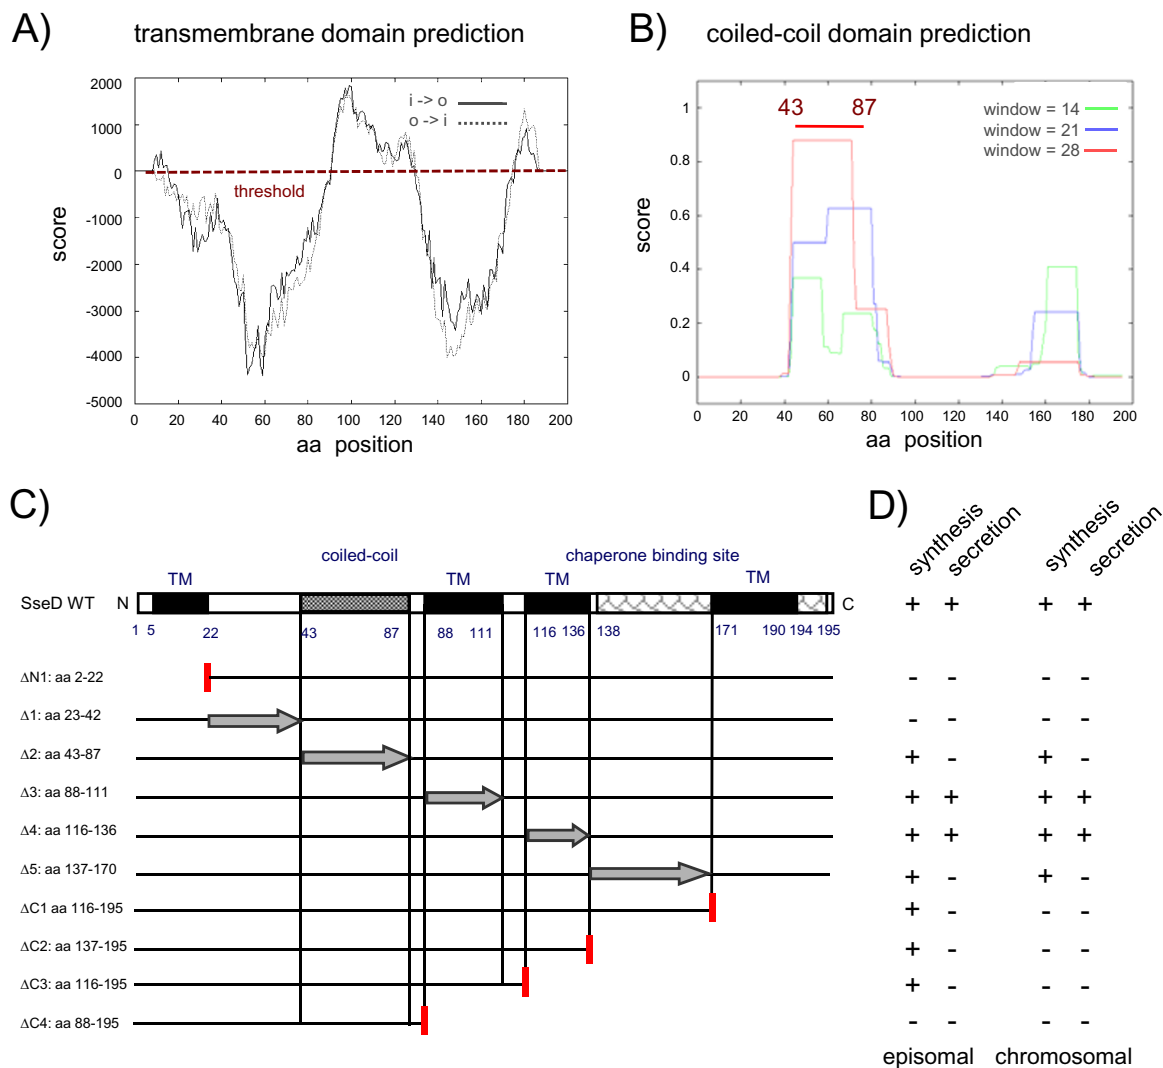 A) transmembrane domain prediction
2000
1000
0
-1000
-2000
-3000
-4000
-5000
score
i -> o
o -> i
threshold
0 20 40 60 80 100 120 140 160 180 200
aa position
B) coiled-coil domain prediction
1
0.8
0.6
0.4
0.2
0
score
43 87
window = 14
window = 21
window = 28
0 20 40 60 80 100 120 140 160 180 200
aa position
C)
coiled-coil chaperone binding site
TM TM TM TM
SseD WT N C
1 5 22 43 87 88 111 116 136 138 171 190 194 195
ΔN1: aa 2-22
Δ1: aa 23-42
Δ2: aa 43-87
Δ3: aa 88-111
Δ4: aa 116-136
Δ5: aa 137-170
ΔC1 aa 116-195
ΔC2: aa 137-195
ΔC3: aa 116-195
ΔC4: aa 88-195
D)
synthesis secretion synthesis secretion
+ + + +
- - - -
- - - -
+ - + -
+ + + +
+ + + +
+ - + -
+ - - -
+ - - -
+ - - -
- - - -
episomal chromosomal